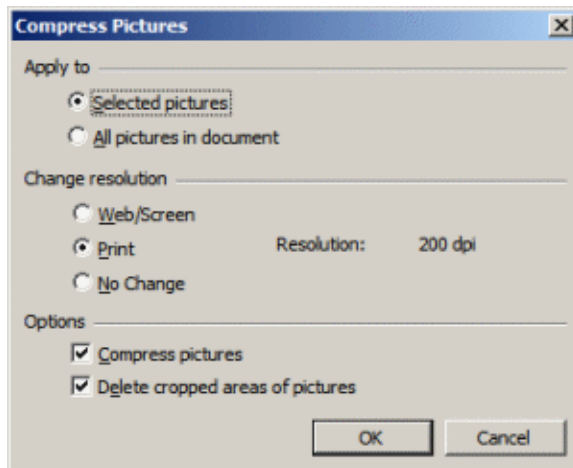 Compress Pictures
Apply to
Selected pictures
All pictures in document
Change resolution
Web/Screen
Print Resolution: 200 dpi
No Change
Options
Compress pictures
Delete cropped areas of pictures
OK Cancel